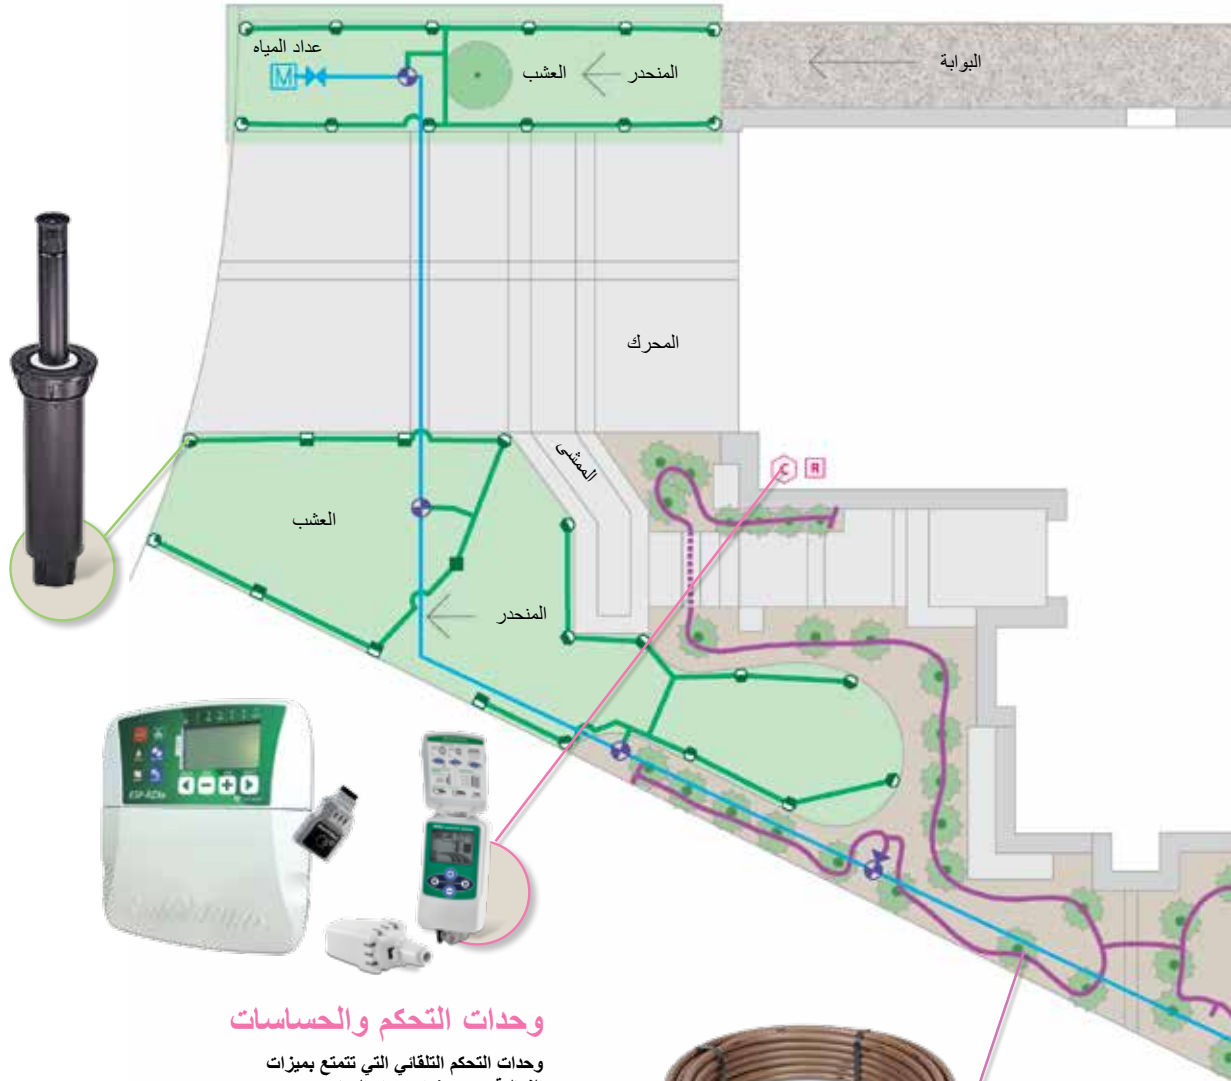 عداد المياه
العشب
المنحدر
البوابة
M
المحرك
الممشى
C
R
العشب
المنحدر
ESP-RZXe
وحدات التحكم والحساسات
وحدات التحكم التلقائي التي تتمتع بميزات